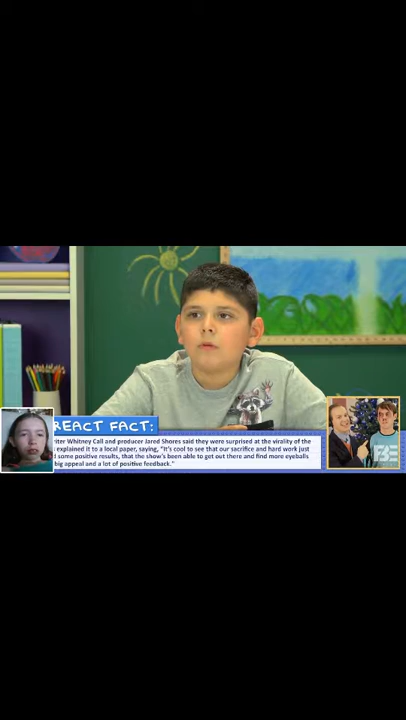 REACT FACT:
riter Whitney Call and producer Jared Shores said they were surprised at the virality of the
explained it to a local paper, saying, "It's cool to see that our sacrifice and hard work just
some positive results, that the show's been able to get out there and find more eyeballs
big appeal and a lot of positive feedback."
FBE